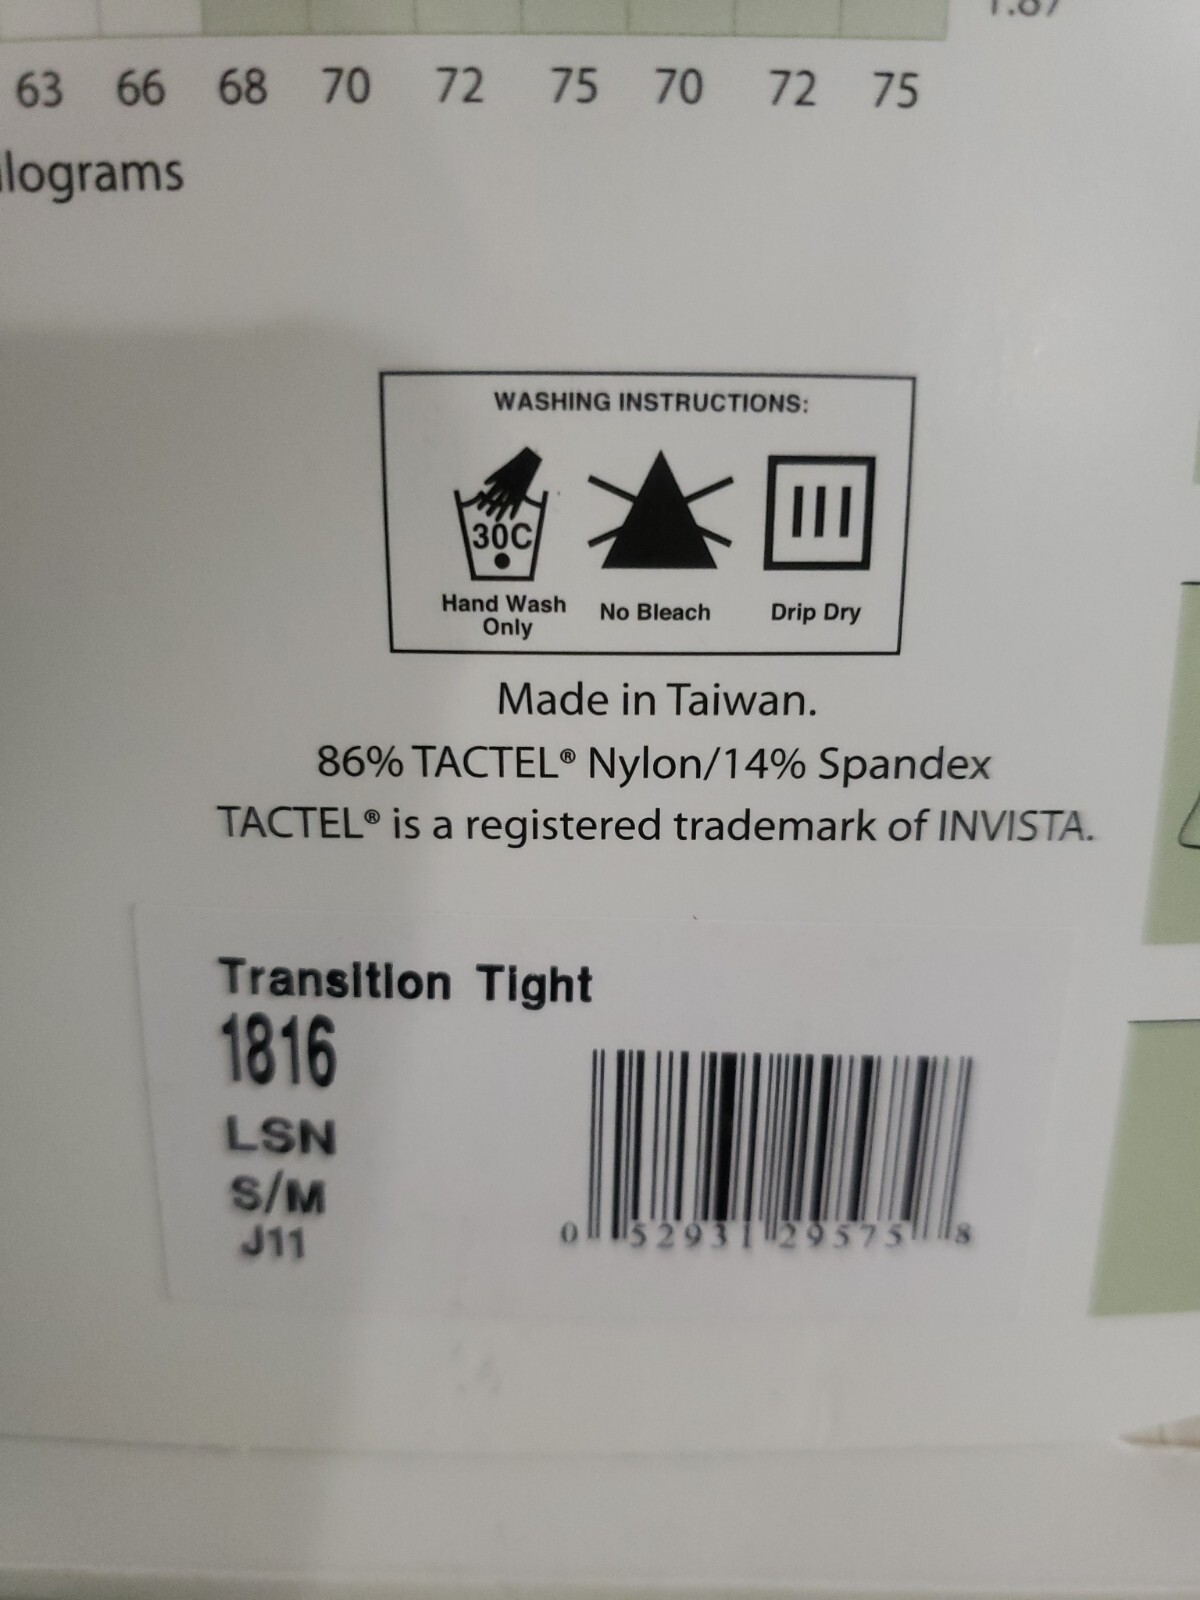 63 66 68 70 72 75 70 72 75
WASHING INSTRUCTIONS:
30C
Hand Wash
Only
No Bleach
Drip Dry
Made in Taiwan.
86% TACTEL® Nylon/14% Spandex
TACTEL® is a registered trademark of INVISTA.
Transition Tight
1816
LSN
S/M
J11
0 52931 29575 8